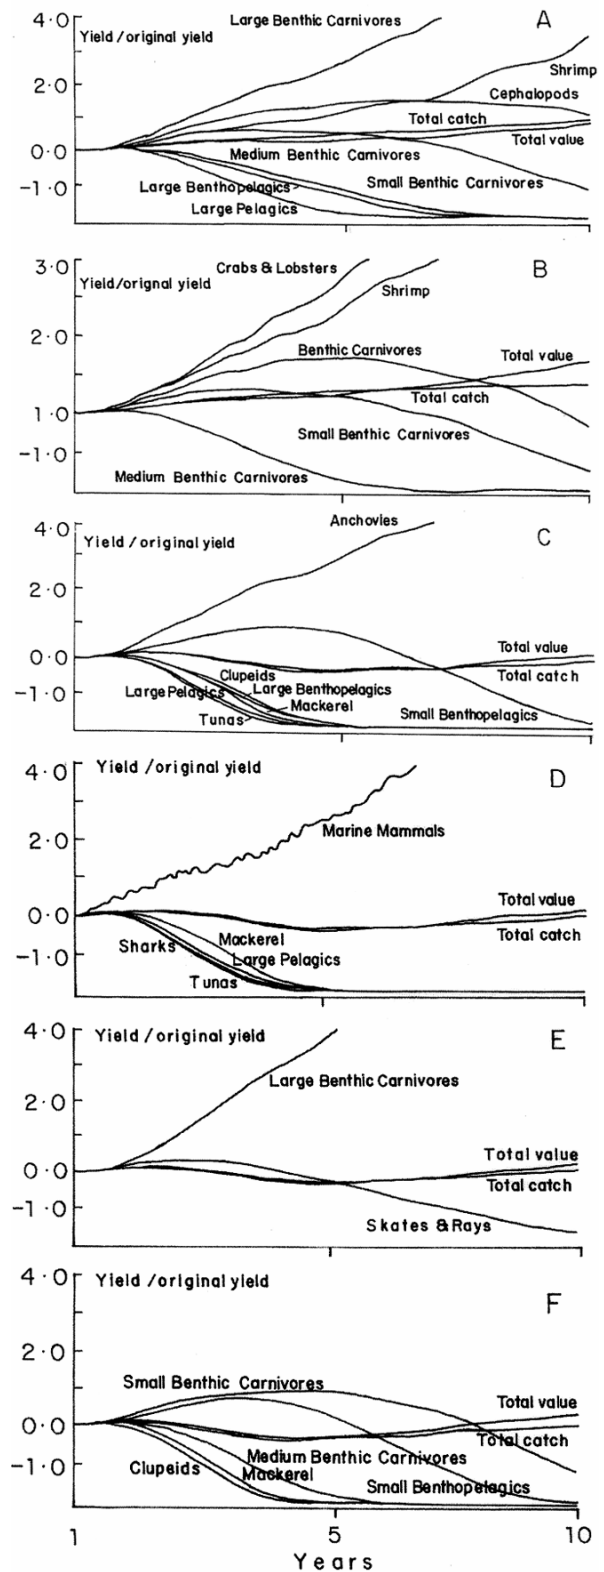 A
4·0
Yield/original yield
Large Benthic Carnivores
Shrimp
2·0
Cephalopods
Total catch
Total value
0·0
Medium Benthic Carnivores
Small Benthic Carnivores
-1·0
Large Benthopelagics
Large Pelagics
B
3·0
Yield/orignal yield
Crabs & Lobsters
Shrimp
2·0
Benthic Carnivores
Total value
Total catch
1·0
Small Benthic Carnivores
-1·0
Medium Benthic Carnivores
C
4·0
Yield / original yield
Anchovies
2·0
0·0
Total value
Total catch
Clupeids
-1·0
Large Pelagics
Large Benthopelagics
Mackerel
Tunas
Small Benthopelagics
D
4·0
Yield /original yield
2·0
Marine Mammals
0·0
Total value
Total catch
Sharks
Mackerel
-1·0
Large Pelagics
Tunas
E
4·0
Yield /original yield
Large Benthic Carnivores
2·0
0·0
Total value
Total catch
-1·0
Skates & Rays
F
4·0
Yield /original yield
2·0
Small Benthic Carnivores
Total value
0·0
Total catch
Medium Benthic Carnivores
-1·0
Clupeids
Mackerel
Small Benthopelagics
1 5 10
Years